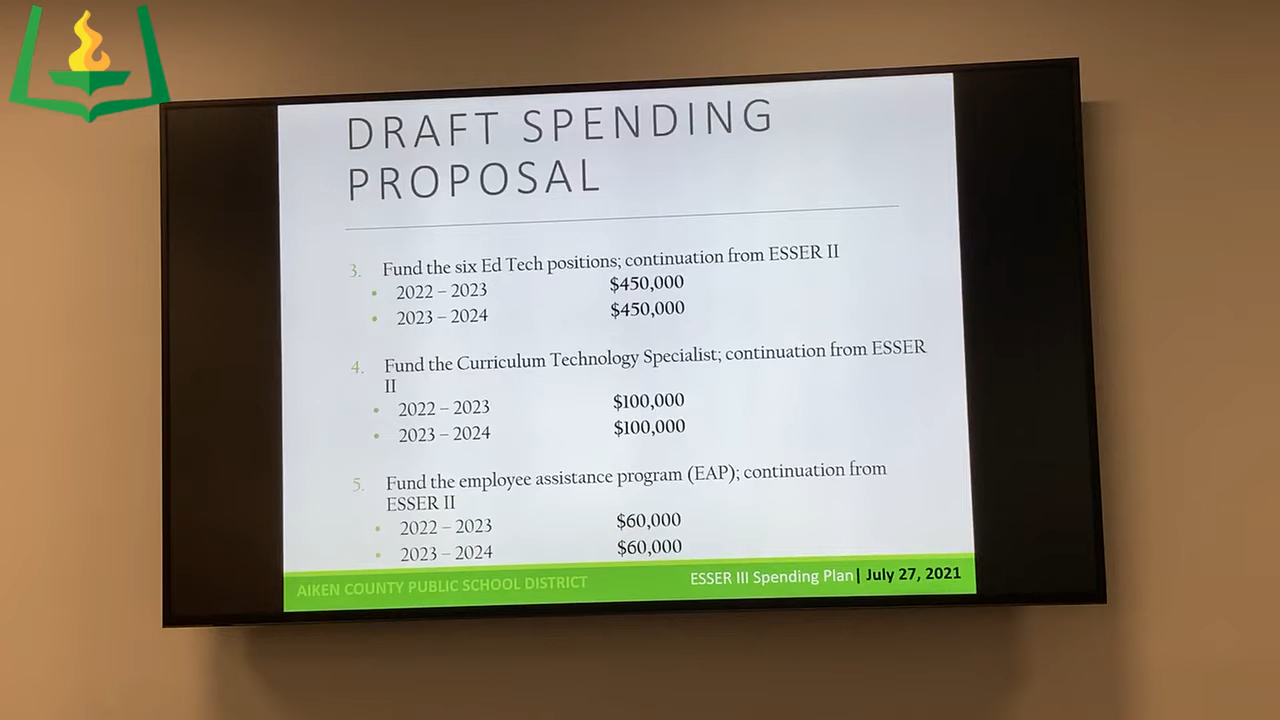 DRAFT SPENDING
PROPOSAL
3. Fund the six Ed Tech positions; continuation from ESSER II
• 2022 – 2023 $450,000
• 2023 – 2024 $450,000
4. Fund the Curriculum Technology Specialist; continuation from ESSER
II
• 2022 – 2023 $100,000
• 2023 – 2024 $100,000
5. Fund the employee assistance program (EAP); continuation from
ESSER II
• 2022 – 2023 $60,000
• 2023 – 2024 $60,000
AIKEN COUNTY PUBLIC SCHOOL DISTRICT ESSER III Spending Plan| July 27, 2021